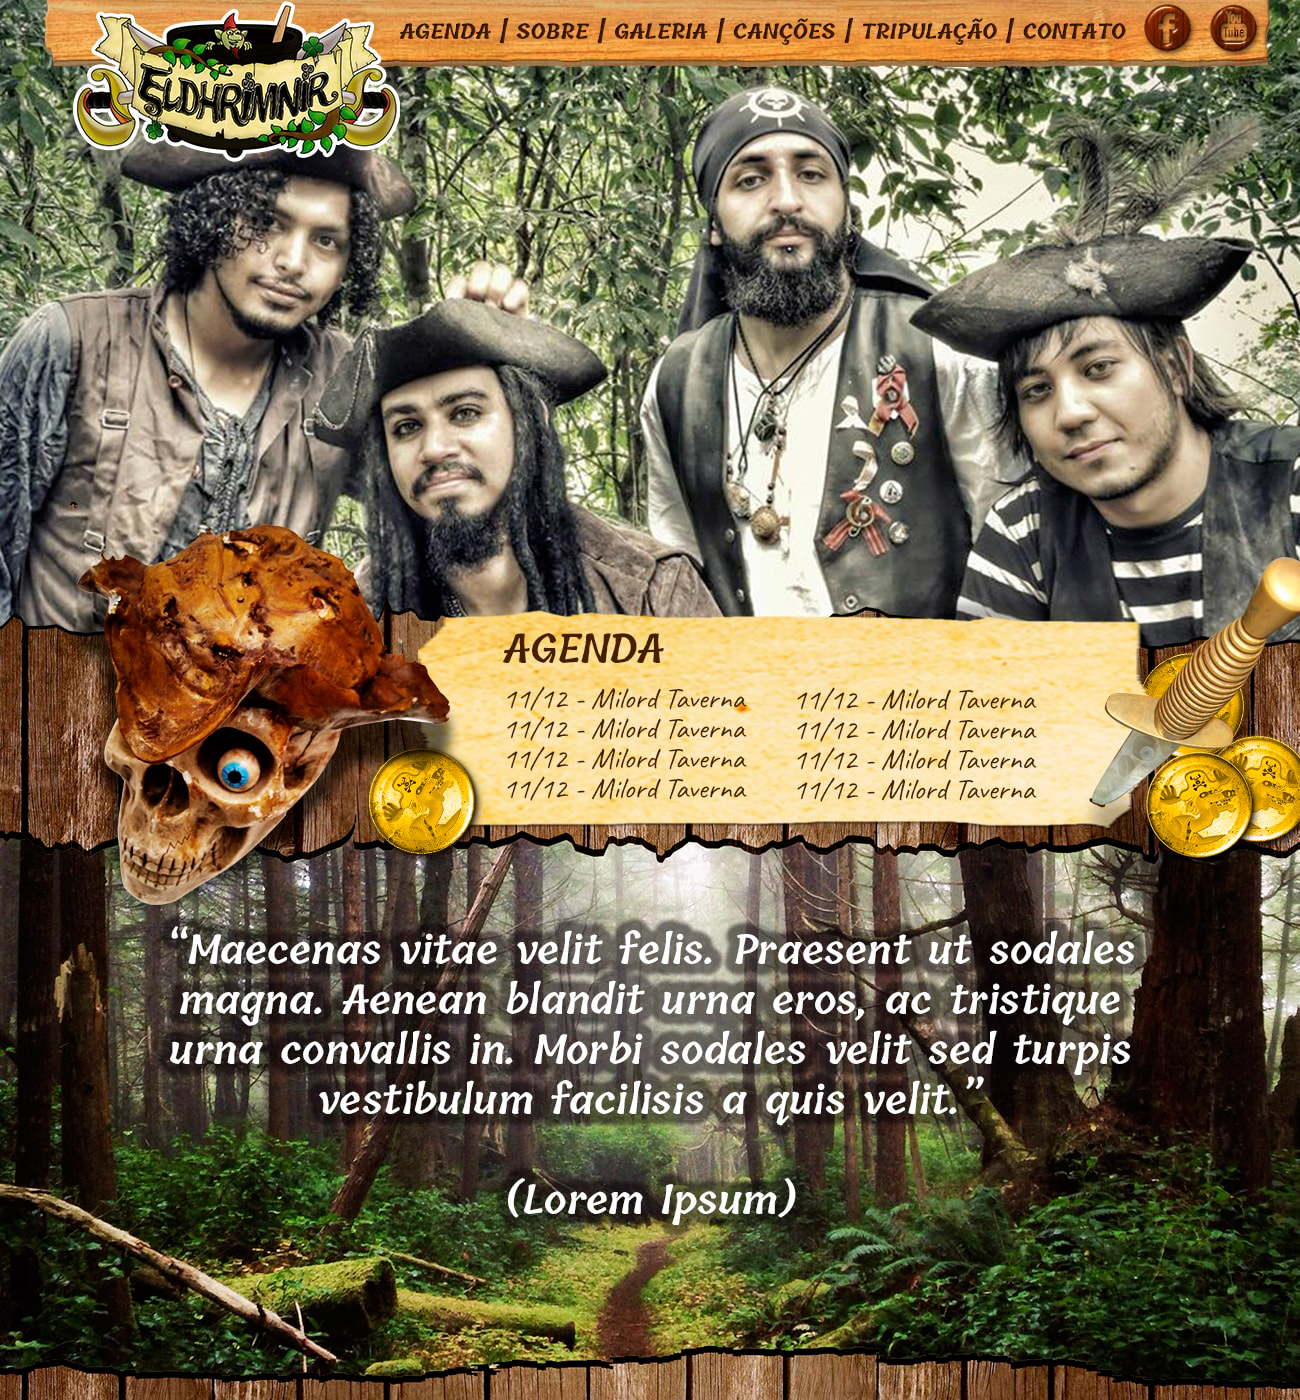 AGENDA | SOBRE | GALERIA | CANÇÕES | TRIPULAÇÃO | CONTATO
f
You Tube
ELDHRIMNIR
AGENDA
11/12 - Milord Taverna 11/12 - Milord Taverna
11/12 - Milord Taverna 11/12 - Milord Taverna
11/12 - Milord Taverna 11/12 - Milord Taverna
11/12 - Milord Taverna 11/12 - Milord Taverna
“Maecenas vitae velit felis. Praesent ut sodales
magna. Aenean blandit urna eros, ac tristique
urna convallis in. Morbi sodales velit sed turpis
vestibulum facilisis a quis velit.”
(Lorem Ipsum)